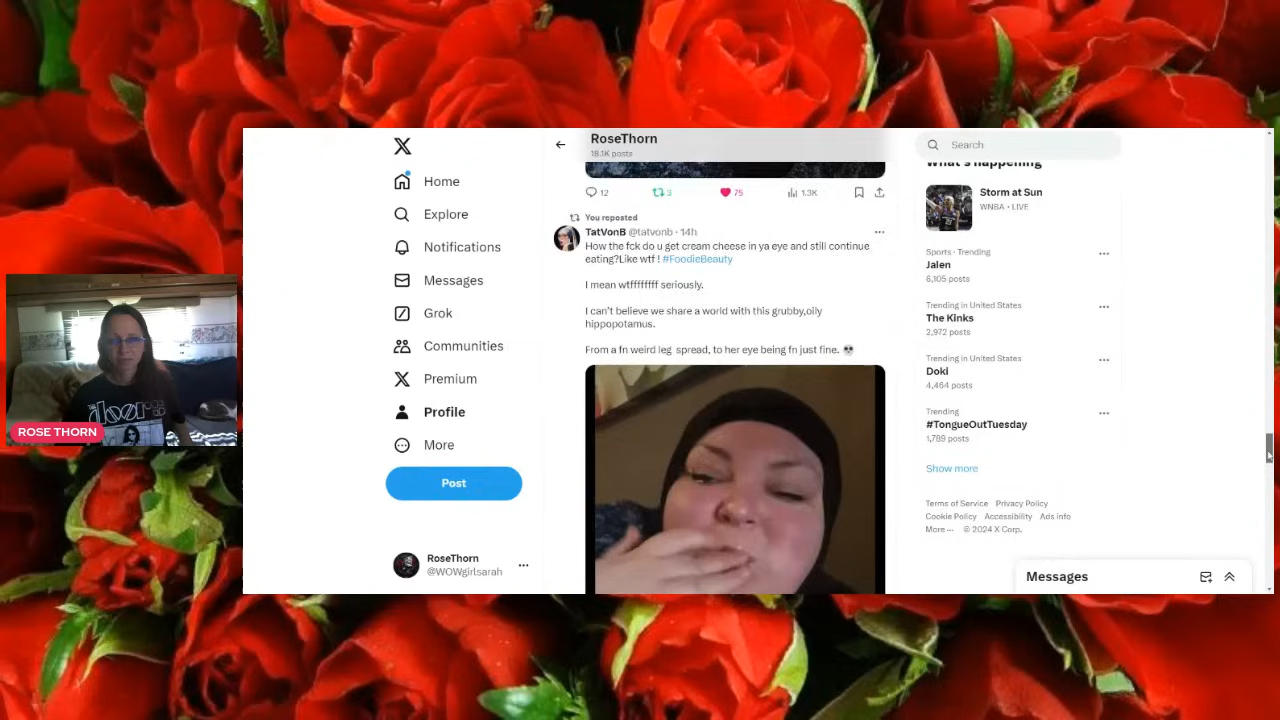 RoseThorn
18.1K posts
Search
What's happening
Home
Explore
Notifications
Messages
Grok
Communities
Premium
Profile
More
Post
RoseThorn
@WOWgirlsarah
12
3
75
1.3K
You reposted
TatVonB @tatvonb · 14h
How the fck do u get cream cheese in ya eye and still continue
eating?Like wtf ! #FoodieBeauty
I mean wtffffffff seriously.
I can't believe we share a world with this grubby,oily
hippopotamus.
From a fn weird leg spread, to her eye being fn just fine. 💀
Storm at Sun
WNBA • LIVE
Sports · Trending
Jalen
6,105 posts
Trending in United States
The Kinks
2,972 posts
Trending in United States
Doki
4,464 posts
Trending
#TongueOutTuesday
1,789 posts
Show more
Terms of Service Privacy Policy
Cookie Policy Accessibility Ads info
More ··· © 2024 X Corp.
Messages
THE
doors
ROSE THORN